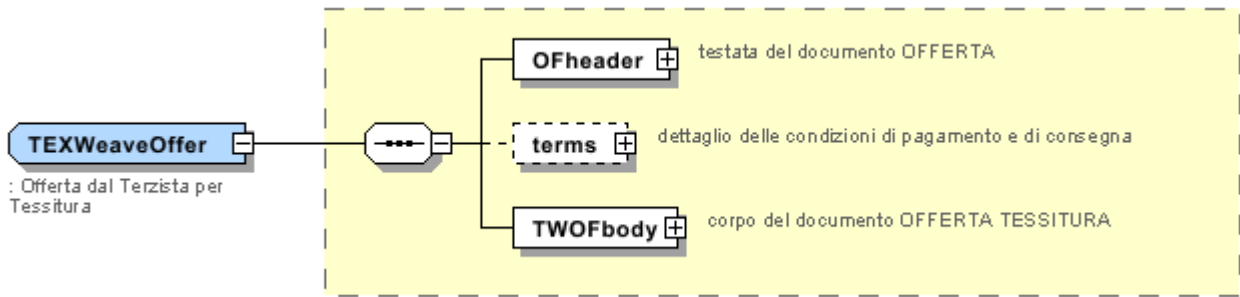 OFheader
testata del documento OFFERTA
TEXWeaveOffer
terms
dettaglio delle condizioni di pagamento e di consegna
: Offerta dal Terzista per
Tessitura
TWOFbody
corpo del documento OFFERTA TESSITURA